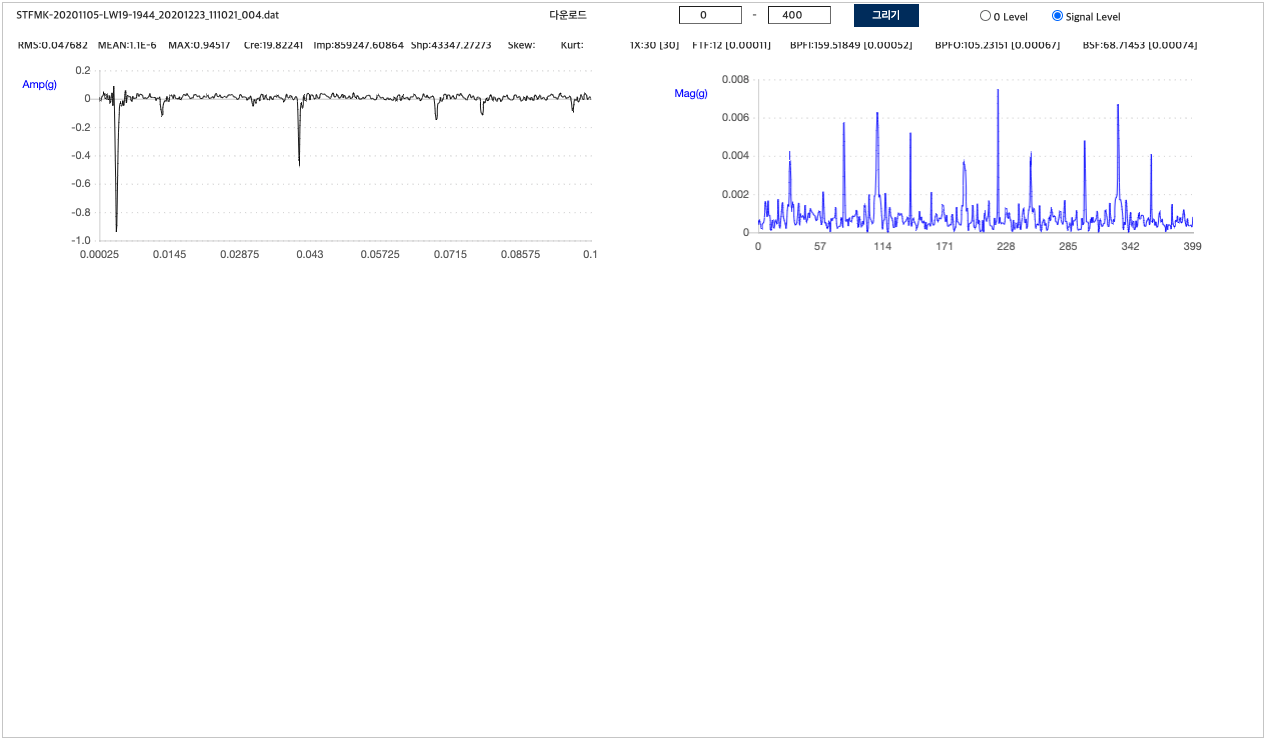 STFMK-20201105-LW19-1944_20201223_111021_004.dat 다운로드 0 - 400 그리기 0 Level Signal Level
RMS:0.047682 MEAN:1.1E-6 MAX:0.94517 Cre:19.82241 Imp:859247.60864 Shp:43347.27273 Skew: Kurt: 1X:30 [30] FTF:12 [0.00011] BPFI:159.51849 [0.00052] BPFO:105.23151 [0.00067] BSF:68.71453 [0.00074]
Amp(g)
0.2
0
-0.2
-0.4
-0.6
-0.8
-1.0
0.00025 0.0145 0.02875 0.043 0.05725 0.0715 0.08575 0.1
Mag(g)
0.008
0.006
0.004
0.002
0
0 57 114 171 228 285 342 399